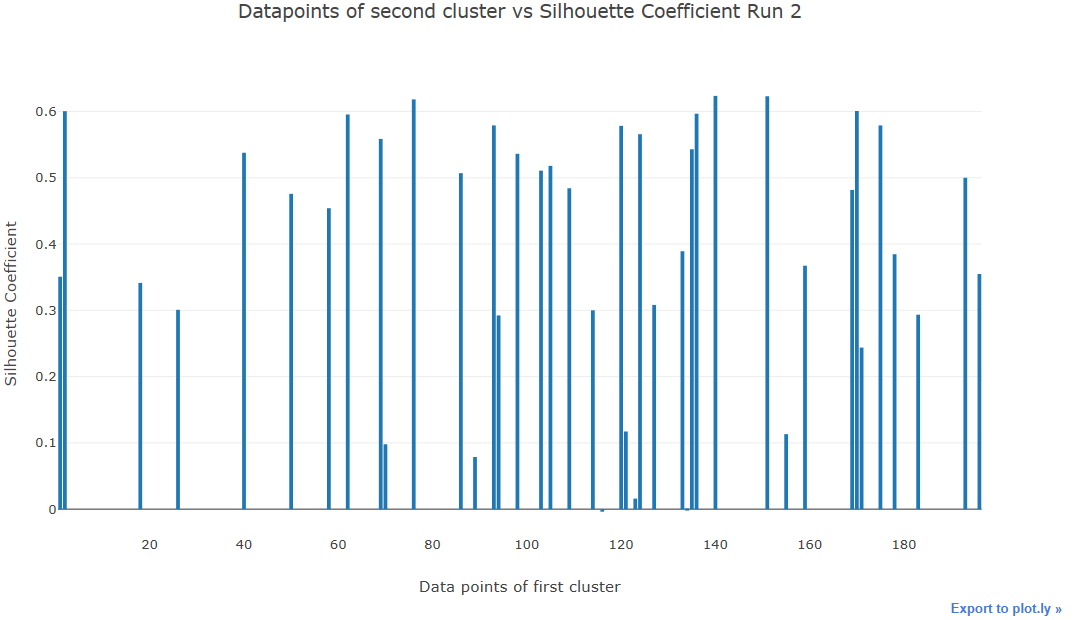 Datapoints of second cluster vs Silhouette Coefficient Run 2
Silhouette Coefficient
0.6
0.5
0.4
0.3
0.2
0.1
0
20 40 60 80 100 120 140 160 180
Data points of first cluster
Export to plot.ly »